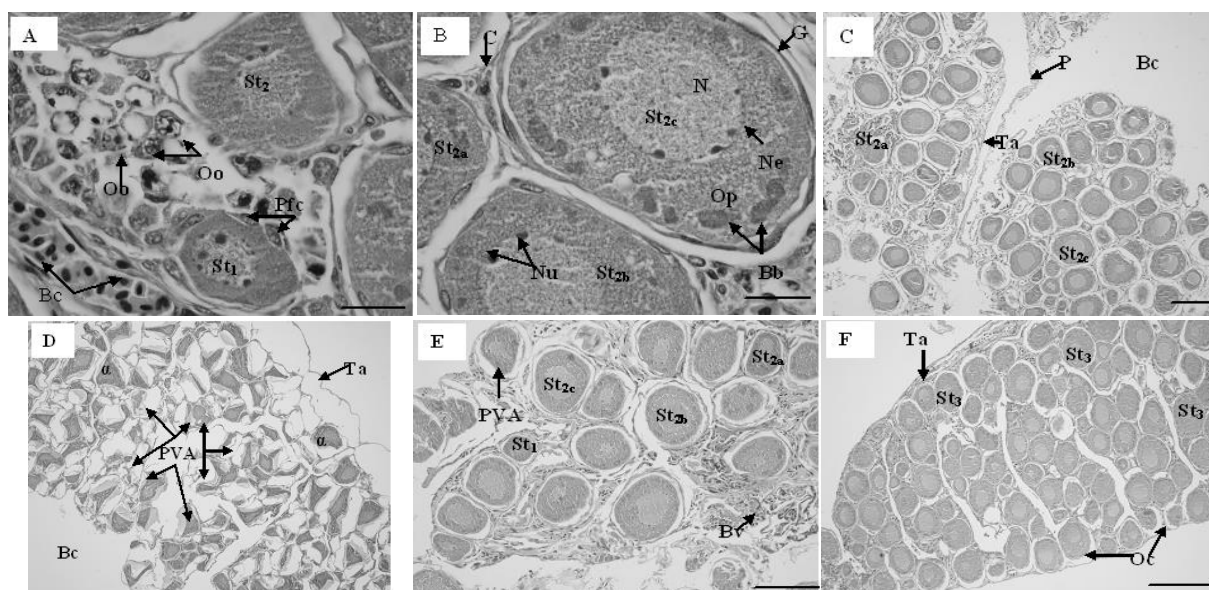 A
St2
Oo
Oo
Pfc
St1
Bc
B
C
G
N
St2c
St2a
Ne
Op
Nu
St2b
Bb
C
P
Bc
St2a
Ta
St2b
St2c
D
α
Ta
α
PVA
Bc
E
St2a
St2c
PVA
St2b
St1
Bv
F
Ta
St3
St3
St3
Oc